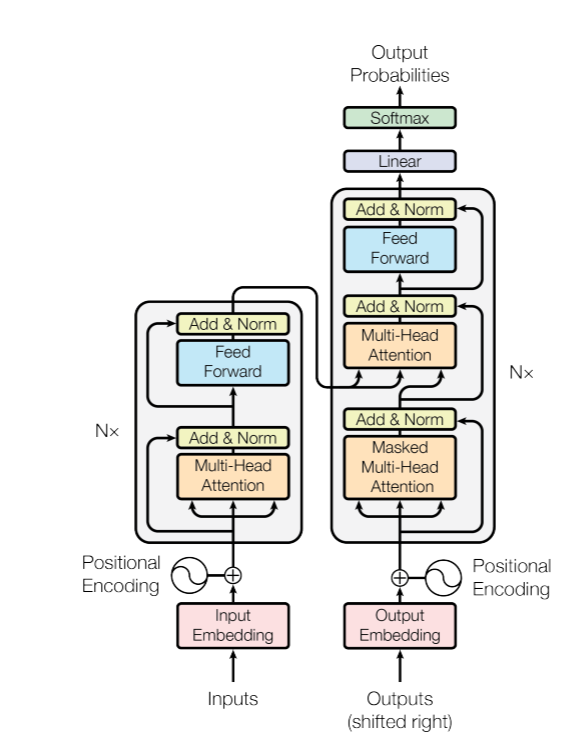 Output
Probabilities
Softmax
Linear
Add & Norm
Feed
Forward
Add & Norm
Multi-Head
Attention
Add & Norm
Masked
Multi-Head
Attention
N×
Add & Norm
Feed
Forward
Add & Norm
Multi-Head
Attention
N×
Positional
Encoding
Positional
Encoding
Input
Embedding
Output
Embedding
Inputs
Outputs
(shifted right)